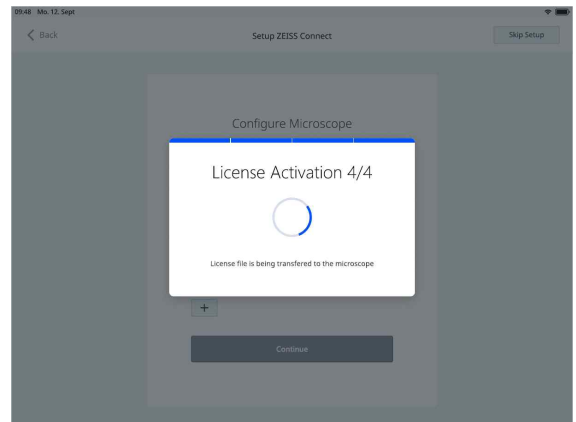 09:48 Mo. 12. Sept
Back
Setup ZEISS Connect
Skip Setup
Configure Microscope
License Activation 4/4
License file is being transfered to the microscope
+
Continue